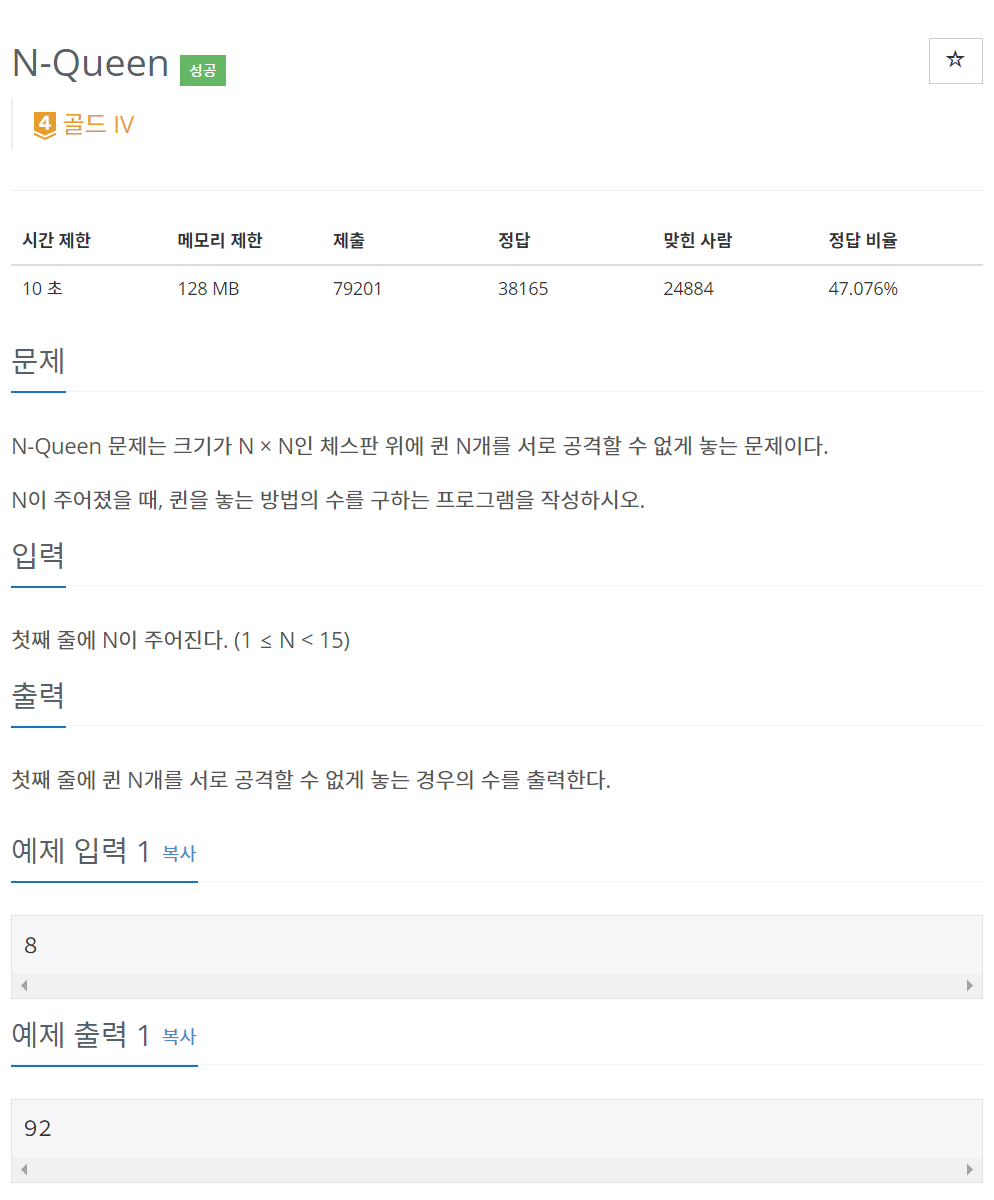 N-Queen 성공
☆
4 골드 IV
시간 제한 메모리 제한 제출 정답 맞힌 사람 정답 비율
10 초 128 MB 79201 38165 24884 47.076%
문제
N-Queen 문제는 크기가 N × N인 체스판 위에 퀸 N개를 서로 공격할 수 없게 놓는 문제이다.
N이 주어졌을 때, 퀸을 놓는 방법의 수를 구하는 프로그램을 작성하시오.
입력
첫째 줄에 N이 주어진다. (1 ≤ N < 15)
출력
첫째 줄에 퀸 N개를 서로 공격할 수 없게 놓는 경우의 수를 출력한다.
예제 입력 1 복사
8
예제 출력 1 복사
92